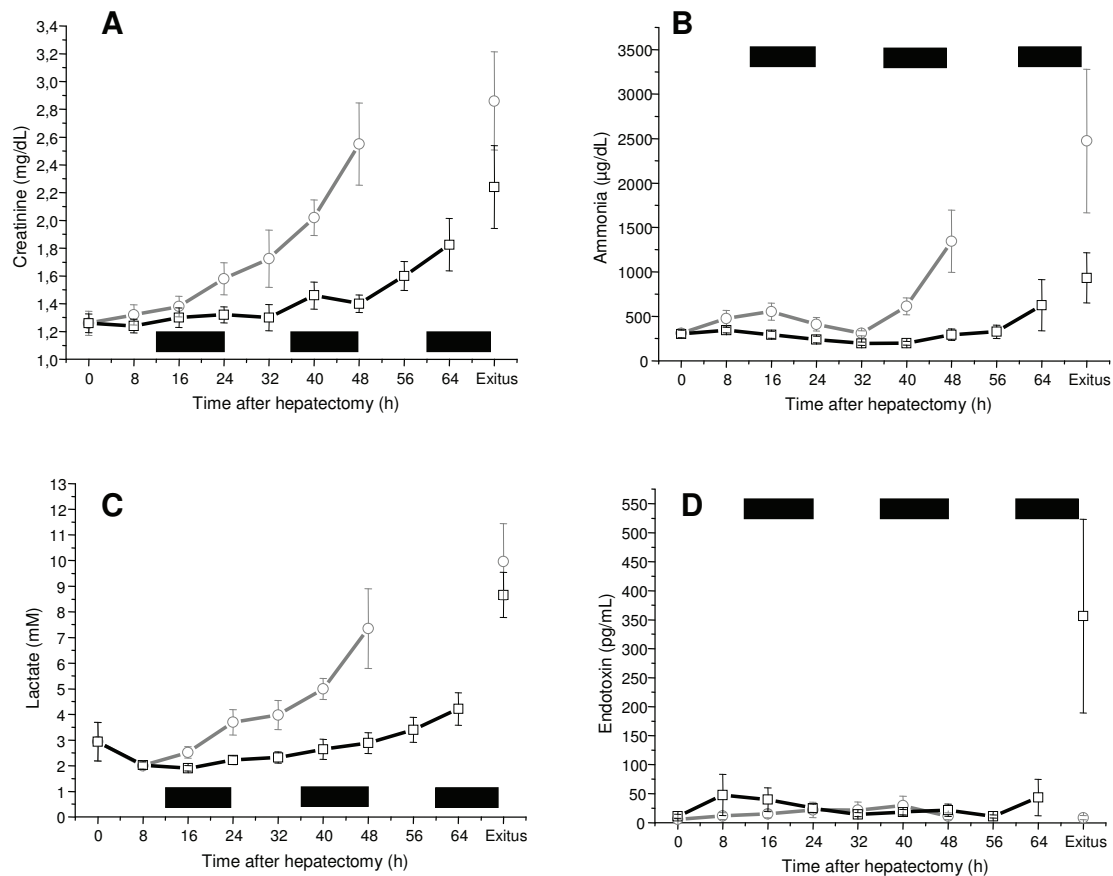 A
Creatinine (mg/dL)
3,4
3,2
3,0
2,8
2,6
2,4
2,2
2,0
1,8
1,6
1,4
1,2
1,0
0 8 16 24 32 40 48 56 64 Exitus
Time after hepatectomy (h)
B
Ammonia (µg/dL)
3500
3000
2500
2000
1500
1000
500
0
0 8 16 24 32 40 48 56 64 Exitus
Time after hepatectomy (h)
C
Lactate (mM)
13
12
11
10
9
8
7
6
5
4
3
2
1
0
0 8 16 24 32 40 48 56 64 Exitus
Time after hepatectomy (h)
D
Endotoxin (pg/mL)
550
500
450
400
350
300
250
200
150
100
50
0
0 8 16 24 32 40 48 56 64 Exitus
Time after hepatectomy (h)